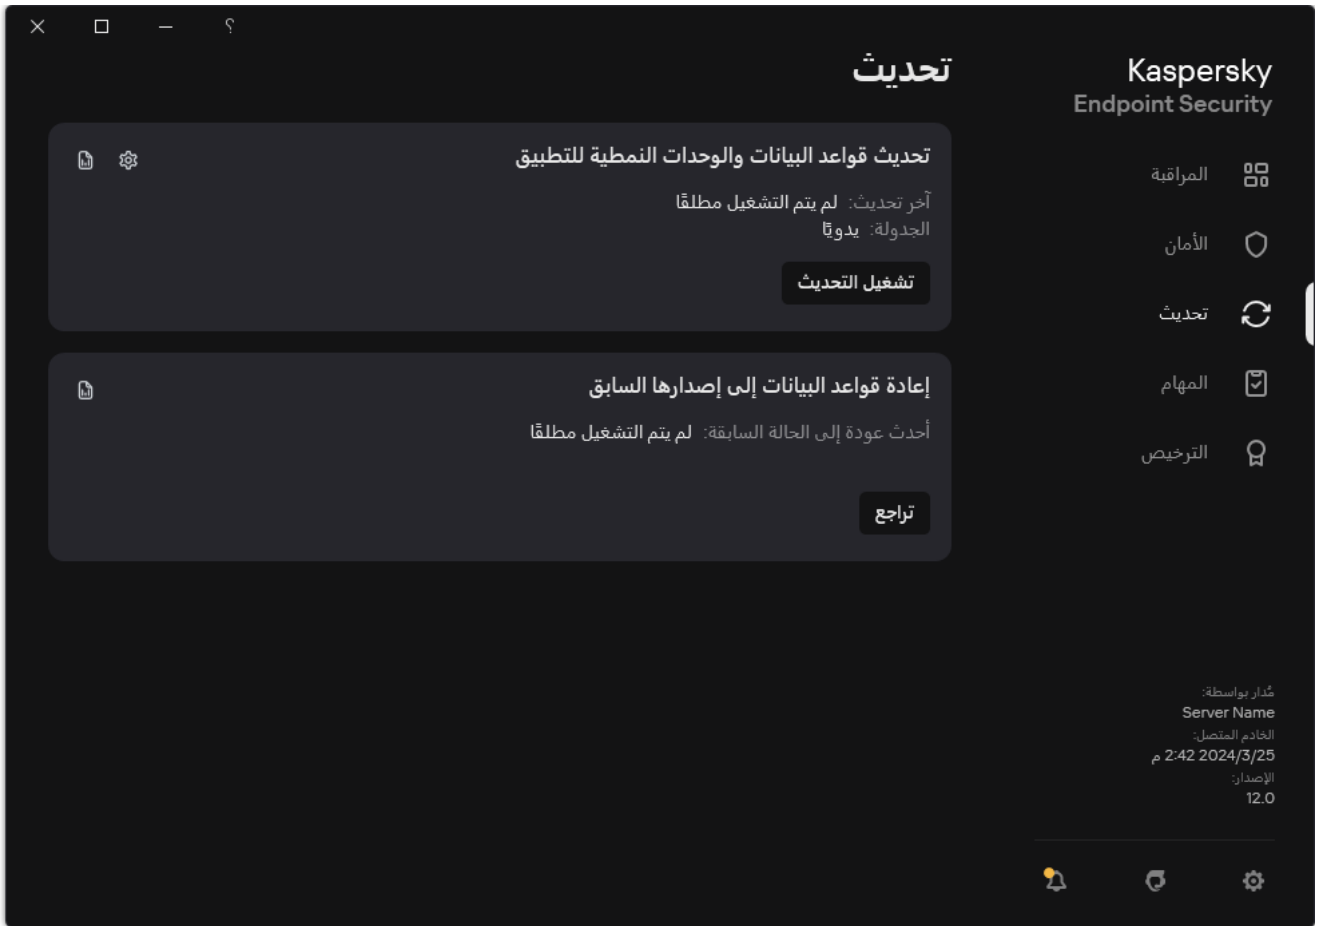 ؟
Kaspersky
Endpoint Security
المراقبة
الأمان
تحديث
المهام
الترخيص
مُدار بواسطة:
Server Name
الخادم المتصل:
2024/3/25 2:42 م
الإصدار:
12.0
تحديث
تحديث قواعد البيانات والوحدات النمطية للتطبيق
آخر تحديث: لم يتم التشغيل مطلقًا
الجدولة: يدويًا
تشغيل التحديث
إعادة قواعد البيانات إلى إصدارها السابق
أحدث عودة إلى الحالة السابقة: لم يتم التشغيل مطلقًا
تراجع